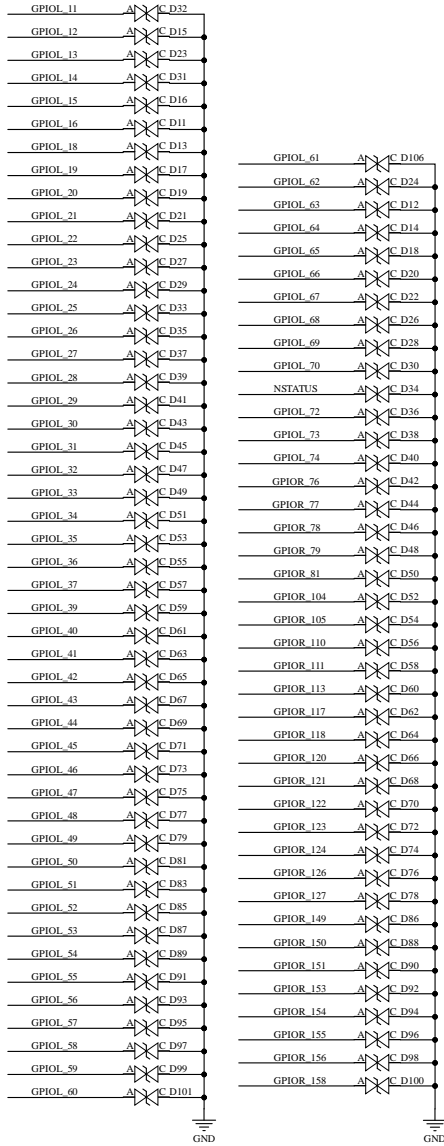 GPIOL_11 A C D32
GPIOL_12 A C D15
GPIOL_13 A C D23
GPIOL_14 A C D31
GPIOL_15 A C D16
GPIOL_16 A C D11
GPIOL_18 A C D13
GPIOL_19 A C D17
GPIOL_20 A C D19
GPIOL_21 A C D21
GPIOL_22 A C D25
GPIOL_23 A C D27
GPIOL_24 A C D29
GPIOL_25 A C D33
GPIOL_26 A C D35
GPIOL_27 A C D37
GPIOL_28 A C D39
GPIOL_29 A C D41
GPIOL_30 A C D43
GPIOL_31 A C D45
GPIOL_32 A C D47
GPIOL_33 A C D49
GPIOL_34 A C D51
GPIOL_35 A C D53
GPIOL_36 A C D55
GPIOL_37 A C D57
GPIOL_39 A C D59
GPIOL_40 A C D61
GPIOL_41 A C D63
GPIOL_42 A C D65
GPIOL_43 A C D67
GPIOL_44 A C D69
GPIOL_45 A C D71
GPIOL_46 A C D73
GPIOL_47 A C D75
GPIOL_48 A C D77
GPIOL_49 A C D79
GPIOL_50 A C D81
GPIOL_51 A C D83
GPIOL_52 A C D85
GPIOL_53 A C D87
GPIOL_54 A C D89
GPIOL_55 A C D91
GPIOL_56 A C D93
GPIOL_57 A C D95
GPIOL_58 A C D97
GPIOL_59 A C D99
GPIOL_60 A C D101
GND
GPIOL_61 A C D106
GPIOL_62 A C D24
GPIOL_63 A C D12
GPIOL_64 A C D14
GPIOL_65 A C D18
GPIOL_66 A C D20
GPIOL_67 A C D22
GPIOL_68 A C D26
GPIOL_69 A C D28
GPIOL_70 A C D30
NSTATUS A C D34
GPIOL_72 A C D36
GPIOL_73 A C D38
GPIOL_74 A C D40
GPIOR_76 A C D42
GPIOR_77 A C D44
GPIOR_78 A C D46
GPIOR_79 A C D48
GPIOR_81 A C D50
GPIOR_104 A C D52
GPIOR_105 A C D54
GPIOR_110 A C D56
GPIOR_111 A C D58
GPIOR_113 A C D60
GPIOR_117 A C D62
GPIOR_118 A C D64
GPIOR_120 A C D66
GPIOR_121 A C D68
GPIOR_122 A C D70
GPIOR_123 A C D72
GPIOR_124 A C D74
GPIOR_126 A C D76
GPIOR_127 A C D78
GPIOR_149 A C D86
GPIOR_150 A C D88
GPIOR_151 A C D90
GPIOR_153 A C D92
GPIOR_154 A C D94
GPIOR_155 A C D96
GPIOR_156 A C D98
GPIOR_158 A C D100
GND